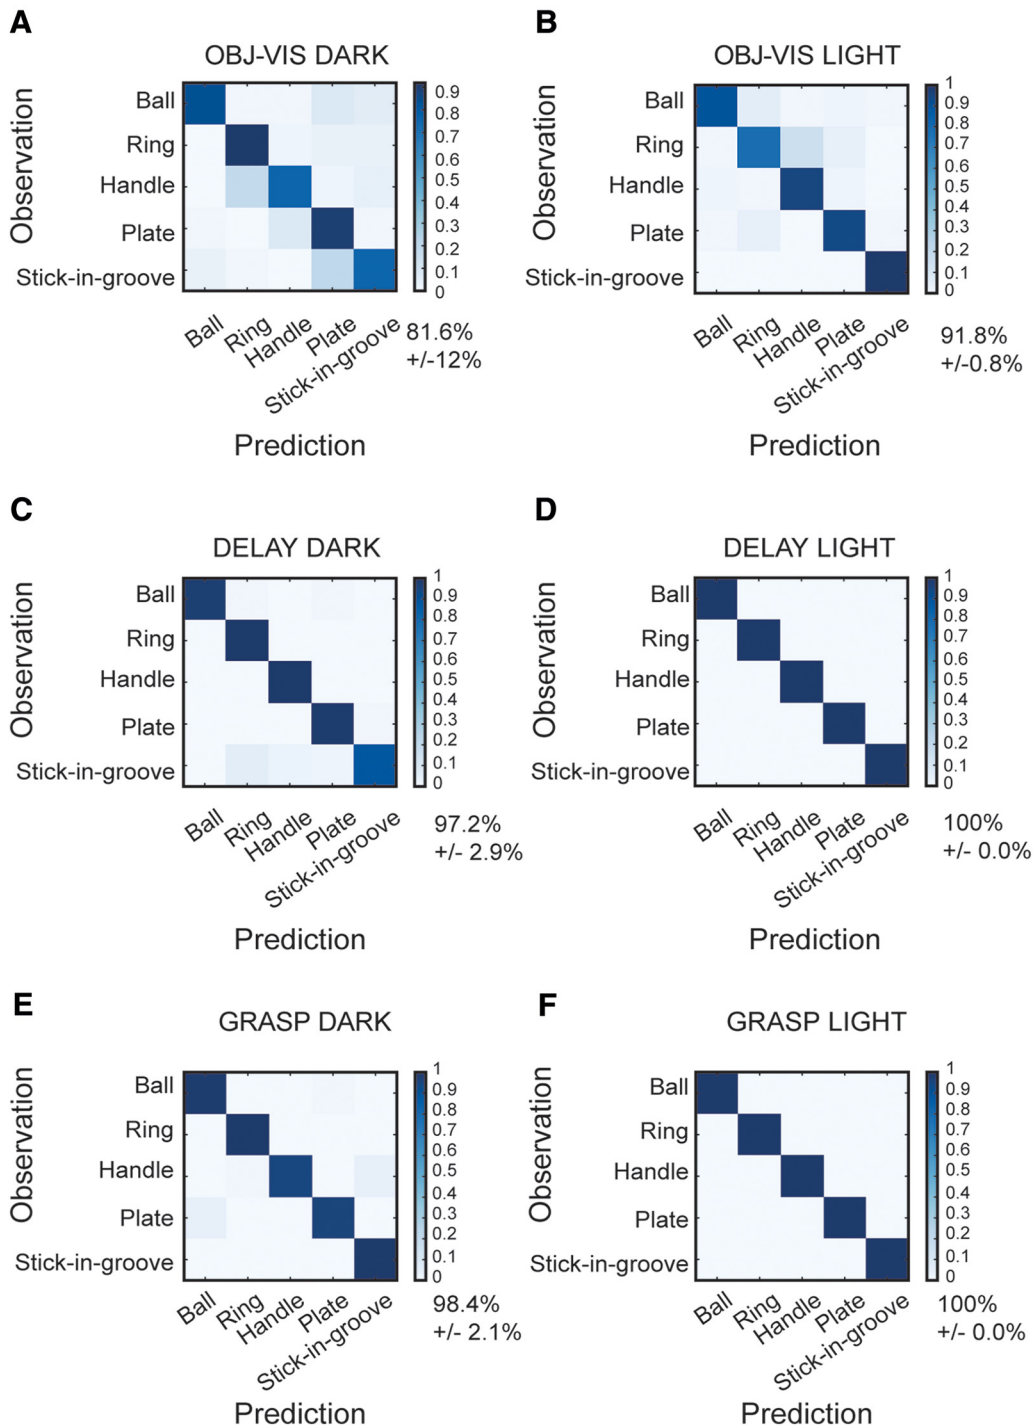 A
OBJ-VIS DARK
Observation
Ball
Ring
Handle
Plate
Stick-in-groove
0.9
0.8
0.7
0.6
0.5
0.4
0.3
0.2
0.1
0
Ball
Ring
Handle
Plate
Stick-in-groove
81.6%
+/-12%
Prediction
B
OBJ-VIS LIGHT
Observation
Ball
Ring
Handle
Plate
Stick-in-groove
1
0.9
0.8
0.7
0.6
0.5
0.4
0.3
0.2
0.1
0
Ball
Ring
Handle
Plate
Stick-in-groove
91.8%
+/-0.8%
Prediction
C
DELAY DARK
Observation
Ball
Ring
Handle
Plate
Stick-in-groove
1
0.9
0.8
0.7
0.6
0.5
0.4
0.3
0.2
0.1
0
Ball
Ring
Handle
Plate
Stick-in-groove
97.2%
+/- 2.9%
Prediction
D
DELAY LIGHT
Observation
Ball
Ring
Handle
Plate
Stick-in-groove
1
0.9
0.8
0.7
0.6
0.5
0.4
0.3
0.2
0.1
0
Ball
Ring
Handle
Plate
Stick-in-groove
100%
+/- 0.0%
Prediction
E
GRASP DARK
Observation
Ball
Ring
Handle
Plate
Stick-in-groove
1
0.9
0.8
0.7
0.6
0.5
0.4
0.3
0.2
0.1
0
Ball
Ring
Handle
Plate
Stick-in-groove
98.4%
+/- 2.1%
Prediction
F
GRASP LIGHT
Observation
Ball
Ring
Handle
Plate
Stick-in-groove
1
0.9
0.8
0.7
0.6
0.5
0.4
0.3
0.2
0.1
0
Ball
Ring
Handle
Plate
Stick-in-groove
100%
+/- 0.0%
Prediction